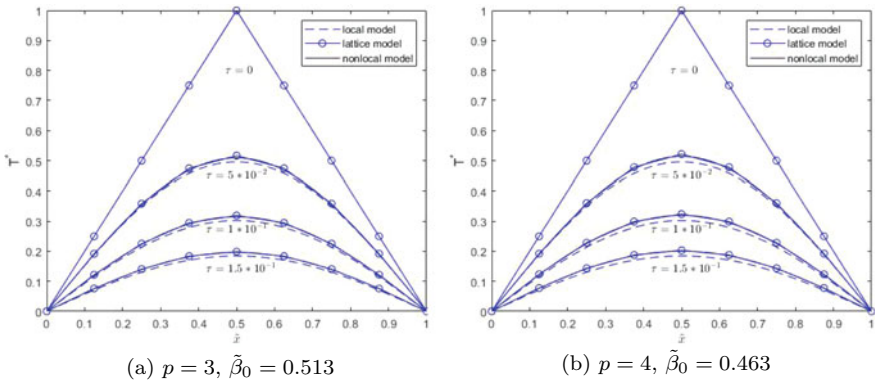 1
0.9
0.8
0.7
0.6
0.5
0.4
0.3
0.2
0.1
0
T*
local model
lattice model
nonlocal model
τ = 0
τ = 5 * 10⁻²
τ = 1 * 10⁻¹
τ = 1.5 * 10⁻¹
0 0.1 0.2 0.3 0.4 0.5 0.6 0.7 0.8 0.9 1
x̂
(a) p = 3, β̃₀ = 0.513
1
0.9
0.8
0.7
0.6
0.5
0.4
0.3
0.2
0.1
0
T*
local model
lattice model
nonlocal model
τ = 0
τ = 5 * 10⁻²
τ = 1 * 10⁻¹
τ = 1.5 * 10⁻¹
0 0.1 0.2 0.3 0.4 0.5 0.6 0.7 0.8 0.9 1
x̂
(b) p = 4, β̃₀ = 0.463